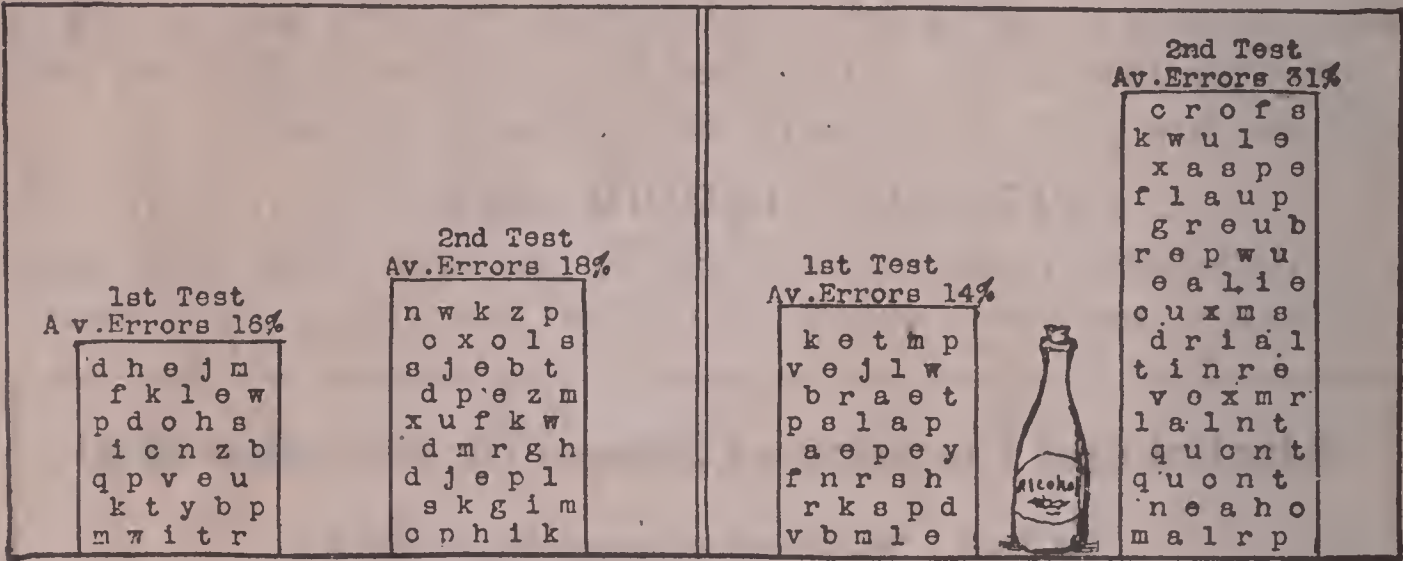 1st Test
Av.Errors 16%
d h e j m
f k l e w
p d o h s
i c n z b
q p v e u
k t y b p
m w i t r
2nd Test
Av.Errors 18%
n w k z p
c x o l s
s j e b t
d p e z m
x u f k w
d m r g h
d j e p l
s k g i m
o p h i k
1st Test
Av.Errors 14%
k e t m p
v e j l w
b r a e t
p s l a p
a e p e y
f n r s h
r k s p d
v b m l e
Alcohol
2nd Test
Av.Errors 31%
c r o f s
k w u l e
x a s p e
f l a u p
g r e u b
r e p w u
e a l i e
o u x m s
d r i a l
t i n r e
v e x m r
l a l n t
q u o n t
q u o n t
n e a h o
m a l r p